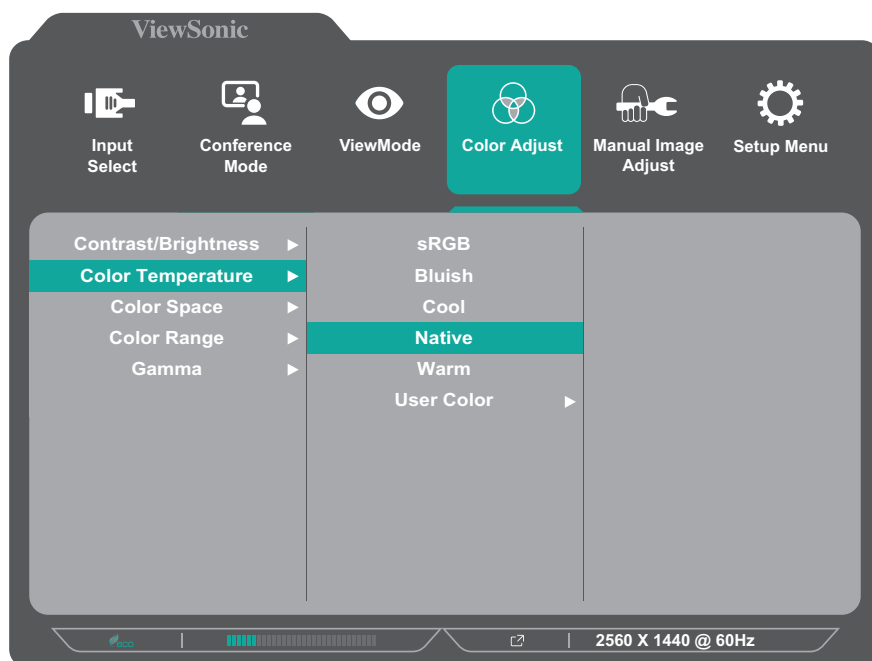 ViewSonic
Input
Select
Conference
Mode
ViewMode
Color Adjust
Manual Image
Adjust
Setup Menu
Contrast/Brightness
Color Temperature
Color Space
Color Range
Gamma
sRGB
Bluish
Cool
Native
Warm
User Color
eco
2560 X 1440 @ 60Hz